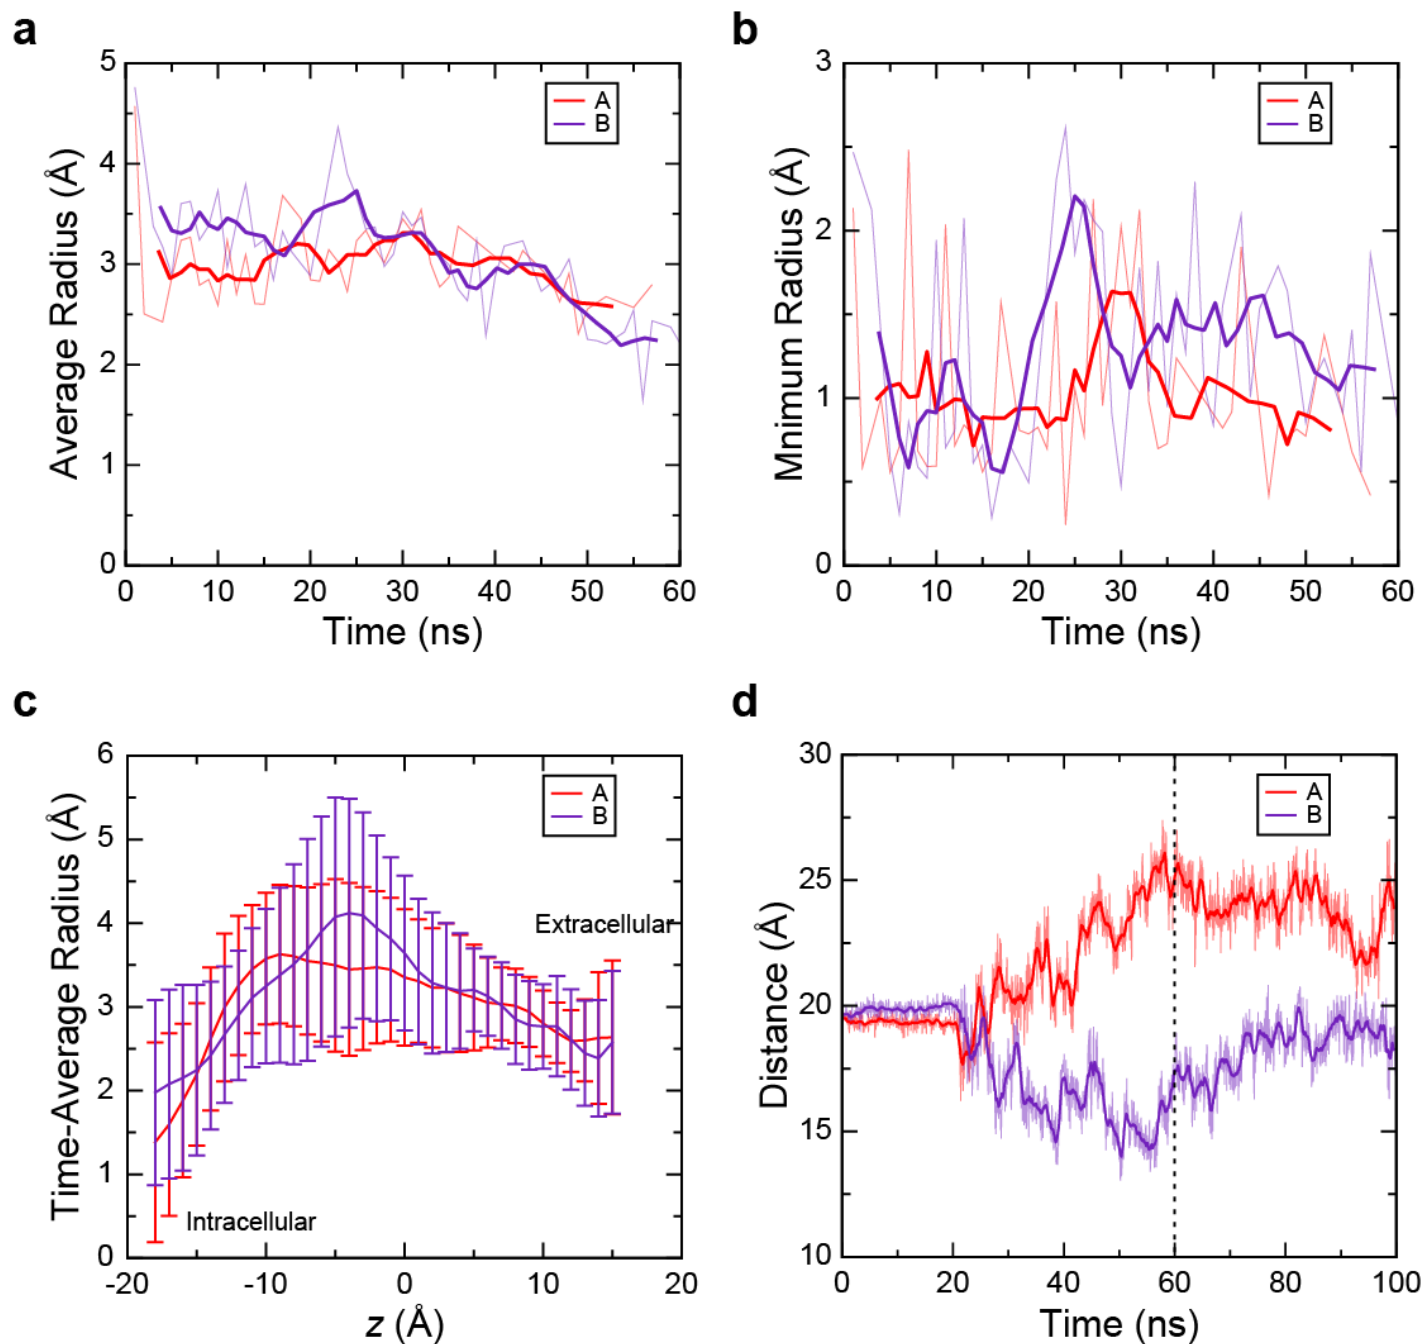 a
5
4
3
2
1
0
Average Radius (Å)
A
B
0 10 20 30 40 50 60
Time (ns)
b
3
2
1
0
Mnimum Radius (Å)
A
B
0 10 20 30 40 50 60
Time (ns)
c
6
5
4
3
2
1
0
Time-Average Radius (Å)
A
B
Extracellular
Intracellular
-20 -10 0 10 20
z (Å)
d
30
25
20
15
10
Distance (Å)
A
B
0 20 40 60 80 100
Time (ns)